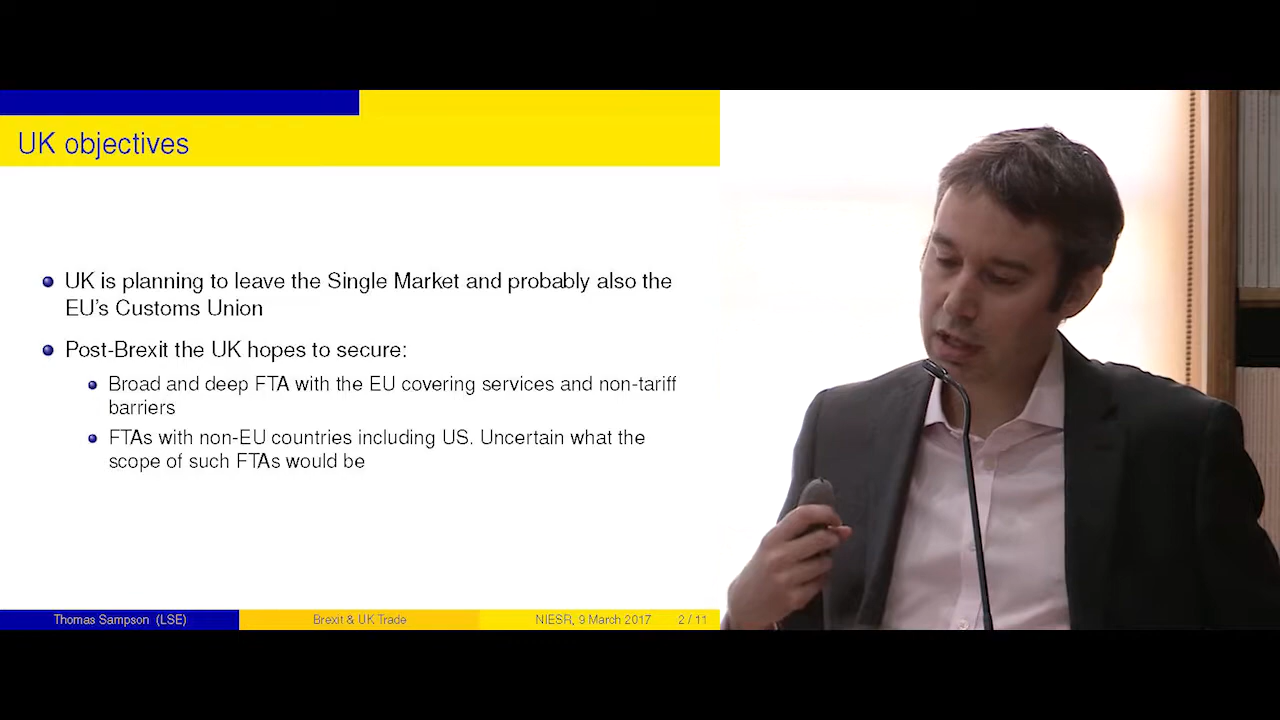 UK objectives
UK is planning to leave the Single Market and probably also the
EU's Customs Union
Post-Brexit the UK hopes to secure:
Broad and deep FTA with the EU covering services and non-tariff
barriers
FTAs with non-EU countries including US. Uncertain what the
scope of such FTAs would be
Thomas Sampson (LSE)
Brexit & UK Trade
NIESR, 9 March 2017
2 / 11